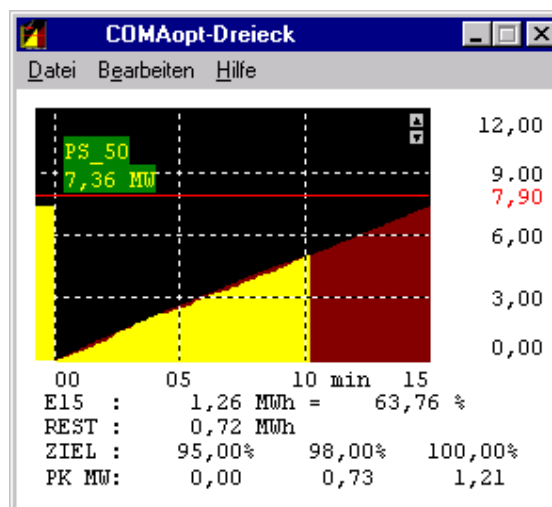 COMAopt-Dreieck
Datei Bearbeiten Hilfe
12,00
PS_50
7,36 MW
9.00
7,90
6,00
3,00
0,00
00 05 10 min 15
E15 : 1,26 MWh = 63,76 %
REST : 0,72 MWh
ZIEL : 95,00% 98,00% 100,00%
PK MW: 0,00 0,73 1,21